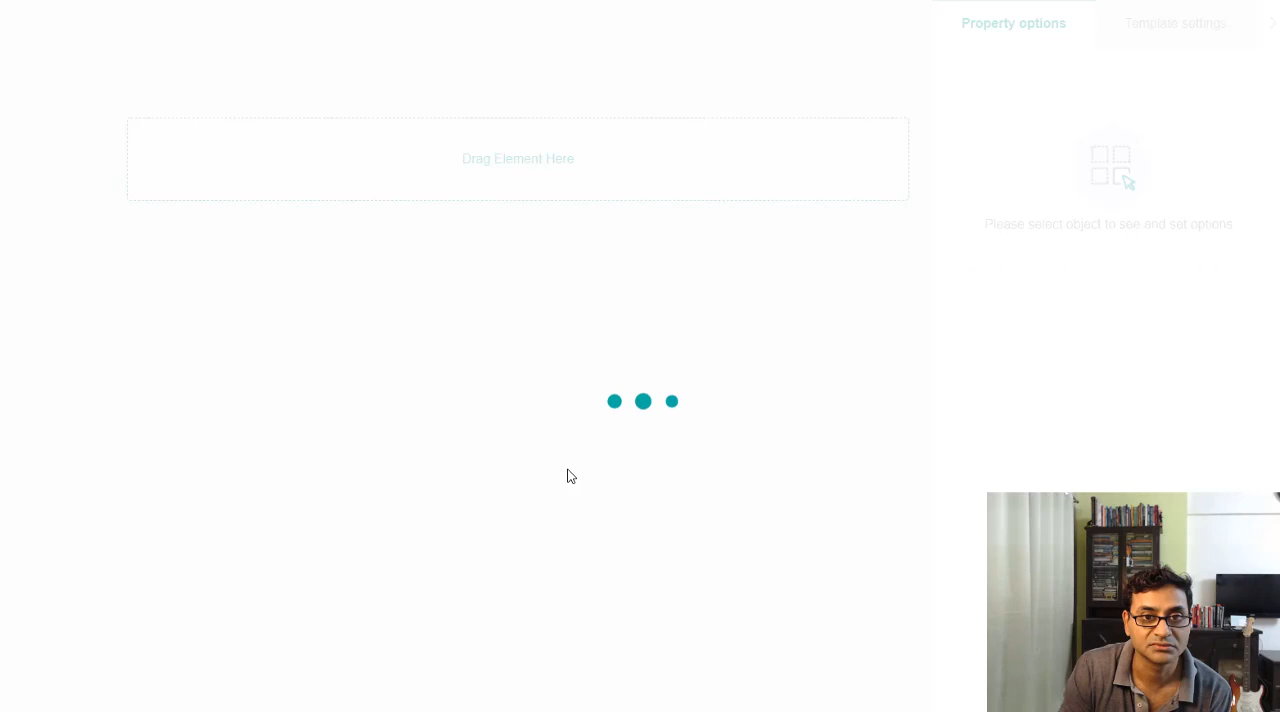 Property options
Template settings
Drag Element Here
Please select object to see and set options